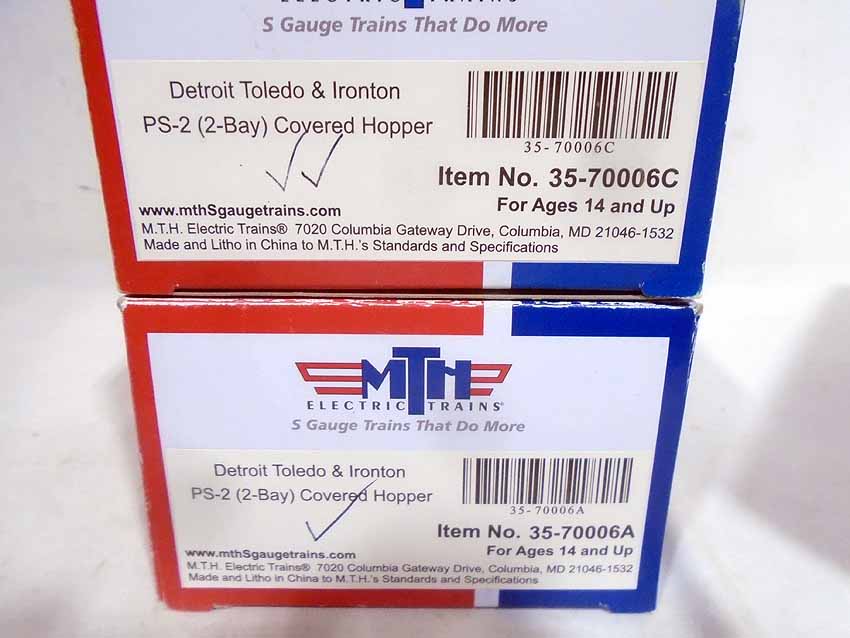 ELECTRIC TRAINS
S Gauge Trains That Do More
Detroit Toledo & Ironton
PS-2 (2-Bay) Covered Hopper
35-70006C
Item No. 35-70006C
For Ages 14 and Up
www.mthSgaugetrains.com
M.T.H. Electric Trains® 7020 Columbia Gateway Drive, Columbia, MD 21046-1532
Made and Litho in China to M.T.H.'s Standards and Specifications
MTH
ELECTRIC TRAINS®
S Gauge Trains That Do More
Detroit Toledo & Ironton
PS-2 (2-Bay) Covered Hopper
35-70006A
Item No. 35-70006A
For Ages 14 and Up
www.mthSgaugetrains.com
M.T.H. Electric Trains® 7020 Columbia Gateway Drive, Columbia, MD 21046-1532
Made and Litho in China to M.T.H.'s Standards and Specifications